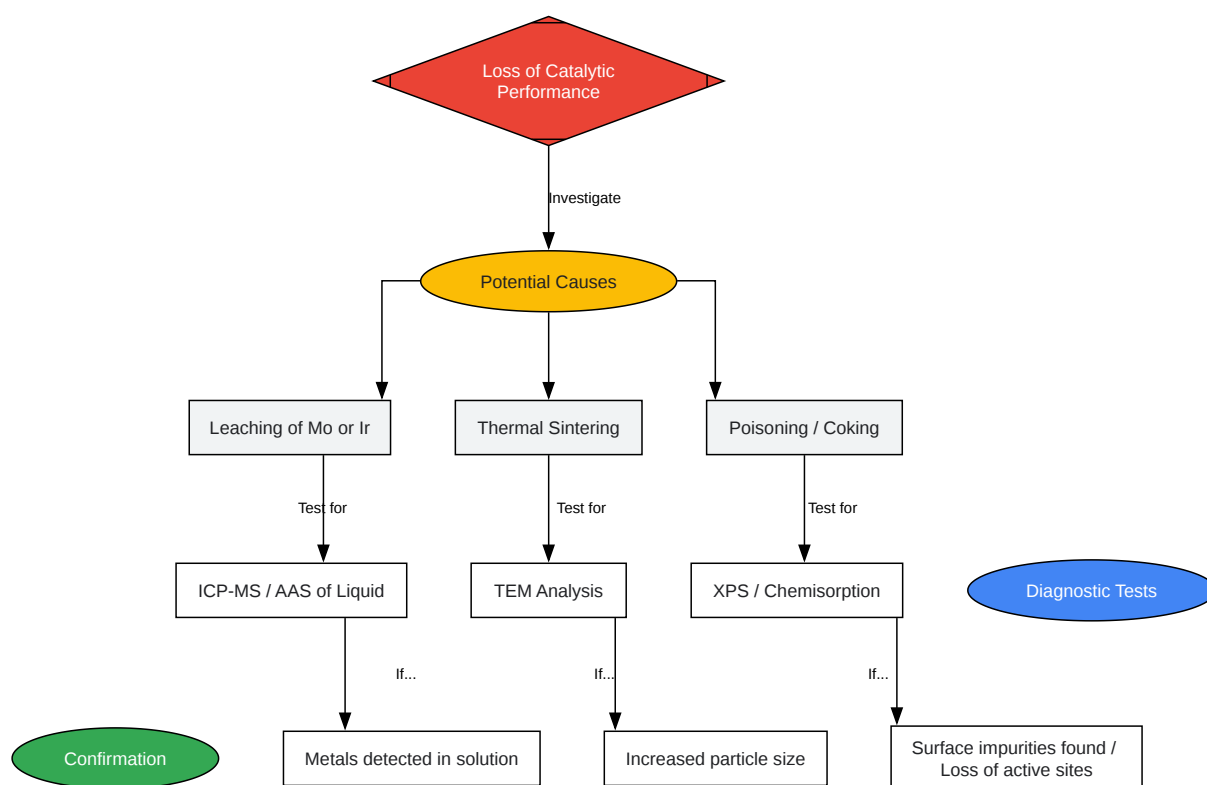 Loss of Catalytic
Performance
Investigate
Potential Causes
Leaching of Mo or Ir
Thermal Sintering
Poisoning / Coking
Test for
Test for
Test for
ICP-MS / AAS of Liquid
TEM Analysis
XPS / Chemisorption
Diagnostic Tests
If...
If...
If...
Confirmation
Metals detected in solution
Increased particle size
Surface impurities found /
Loss of active sites